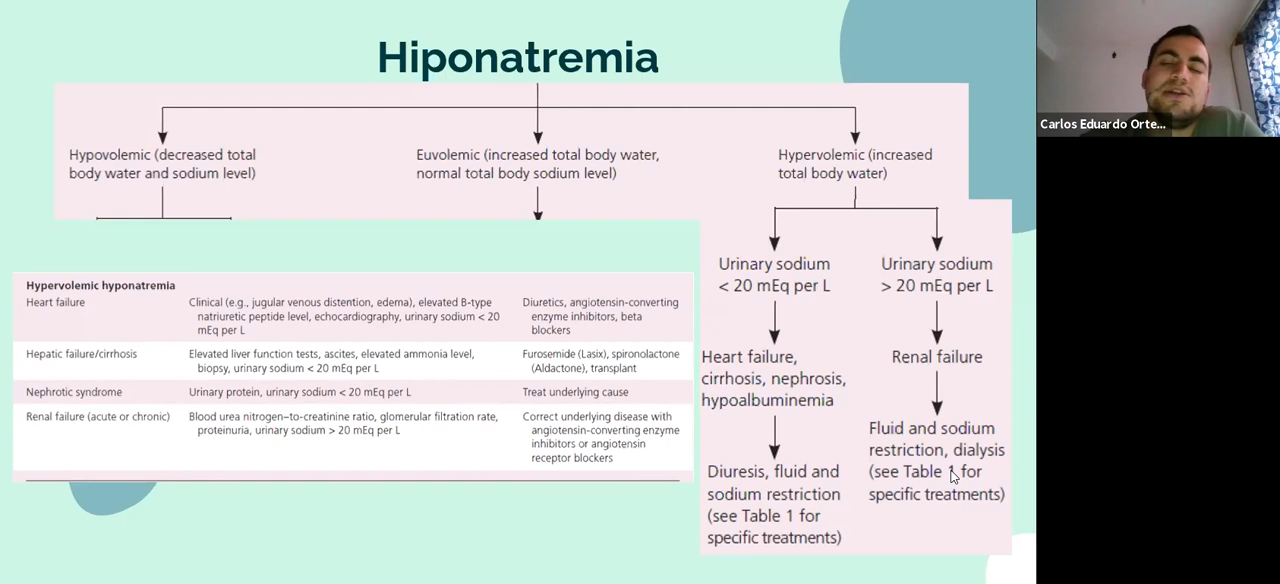 Hiponatremia
Carlos Eduardo Orte...
Hypovolemic (decreased total
body water and sodium level)
Euvolemic (increased total body water,
normal total body sodium level)
Hypervolemic (increased
total body water)
Urinary sodium
< 20 mEq per L
Heart failure,
cirrhosis, nephrosis,
hypoalbuminemia
Diuresis, fluid and
sodium restriction
(see Table 1 for
specific treatments)
Urinary sodium
> 20 mEq per L
Renal failure
Fluid and sodium
restriction, dialysis
(see Table 1 for
specific treatments)
Hypervolemic hyponatremia
Heart failure
Clinical (e.g., jugular venous distention, edema), elevated B-type
natriuretic peptide level, echocardiography, urinary sodium < 20
mEq per L
Diuretics, angiotensin-converting
enzyme inhibitors, beta
blockers
Hepatic failure/cirrhosis
Elevated liver function tests, ascites, elevated ammonia level,
biopsy, urinary sodium < 20 mEq per L
Furosemide (Lasix), spironolactone
(Aldactone), transplant
Nephrotic syndrome
Urinary protein, urinary sodium < 20 mEq per L
Treat underlying cause
Renal failure (acute or chronic)
Blood urea nitrogen–to-creatinine ratio, glomerular filtration rate,
proteinuria, urinary sodium > 20 mEq per L
Correct underlying disease with
angiotensin-converting enzyme
inhibitors or angiotensin
receptor blockers